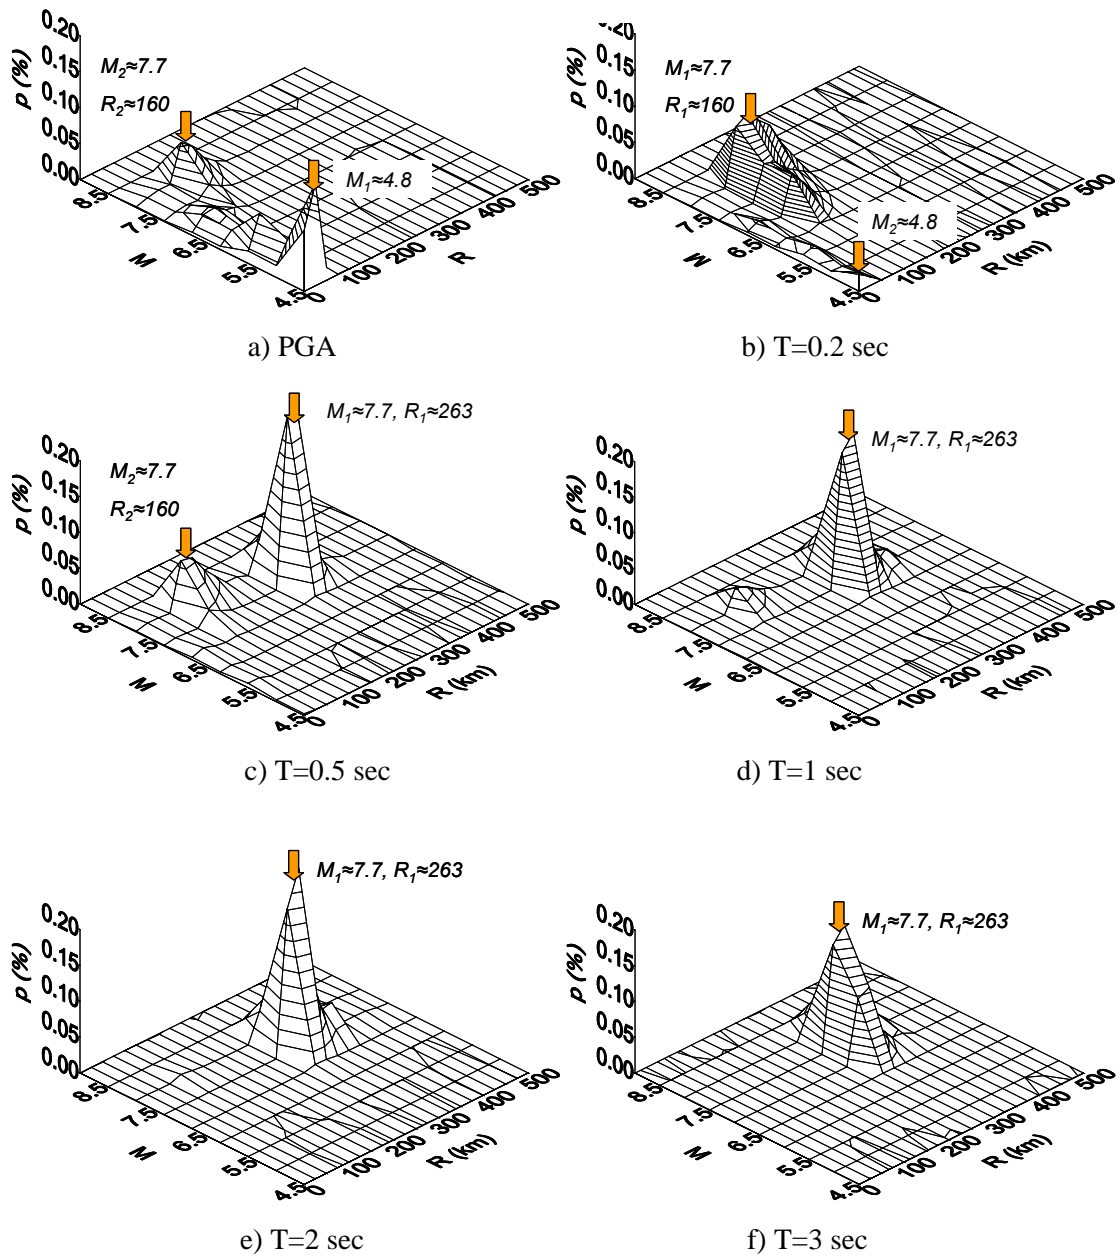 0.20
0.15
0.10
0.05
0.00
p (%)
M2≈7.7
R2≈160
M1≈4.8
8.5
7.5
6.5
5.5
4.5
M
0
100
200
300
400
500
R
a) PGA
0.20
0.15
0.10
0.05
0.00
p (%)
M1≈7.7
R1≈160
M2≈4.8
8.5
7.5
6.5
5.5
4.5
M
0
100
200
300
400
500
R (km)
b) T=0.2 sec
0.20
0.15
0.10
0.05
0.00
p (%)
M1≈7.7, R1≈263
M2≈7.7
R2≈160
8.5
7.5
6.5
5.5
4.5
M
0
100
200
300
400
500
R (km)
c) T=0.5 sec
0.20
0.15
0.10
0.05
0.00
p (%)
M1≈7.7, R1≈263
8.5
7.5
6.5
5.5
4.5
M
0
100
200
300
400
500
R (km)
d) T=1 sec
0.20
0.15
0.10
0.05
0.00
p (%)
M1≈7.7, R1≈263
8.5
7.5
6.5
5.5
4.5
M
0
100
200
300
400
500
R (km)
e) T=2 sec
0.20
0.15
0.10
0.05
0.00
p (%)
M1≈7.7, R1≈263
8.5
7.5
6.5
5.5
4.5
M
0
100
200
300
400
500
R (km)
f) T=3 sec